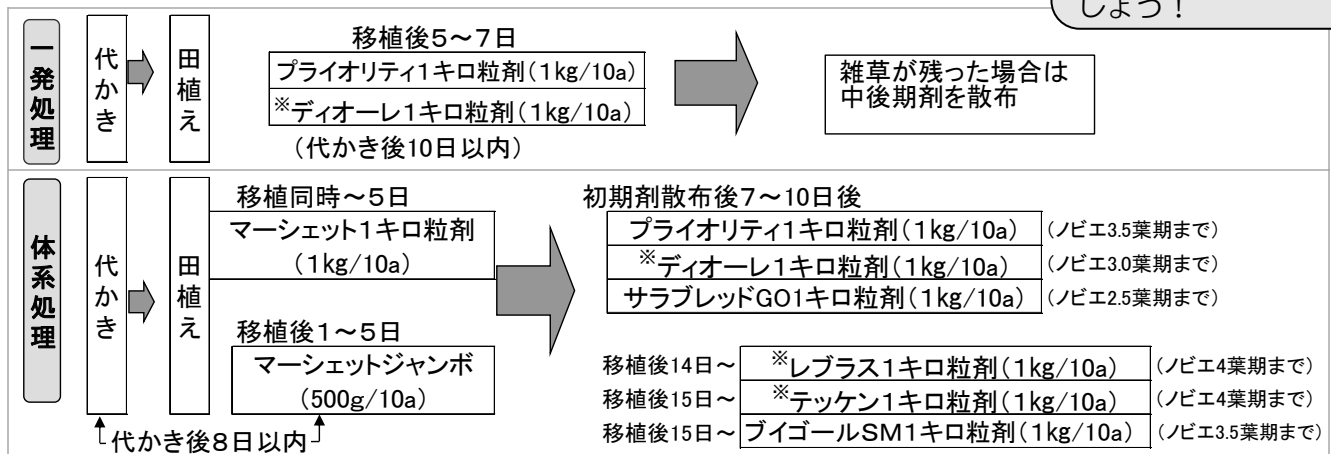 しょう！
一発処理
代かき
田植え
移植後5～7日
プライオリティ1キロ粒剤（1kg/10a）
※ディオーレ1キロ粒剤（1kg/10a）
（代かき後10日以内）
雑草が残った場合は
中後期剤を散布
体系処理
代かき
田植え
移植同時～5日
マーシェット1キロ粒剤
（1kg/10a）
移植後1～5日
マーシェットジャンボ
（500g/10a）
代かき後8日以内
初期剤散布後7～10日後
プライオリティ1キロ粒剤（1kg/10a）（ノビエ3.5葉期まで）
※ディオーレ1キロ粒剤（1kg/10a）（ノビエ3.0葉期まで）
サラブレッドGO1キロ粒剤（1kg/10a）（ノビエ2.5葉期まで）
移植後14日～ ※レブラス1キロ粒剤（1kg/10a）（ノビエ4葉期まで）
移植後15日～ ※テッケン1キロ粒剤（1kg/10a）（ノビエ4葉期まで）
移植後15日～ ブイゴールSM1キロ粒剤（1kg/10a）（ノビエ3.5葉期まで）